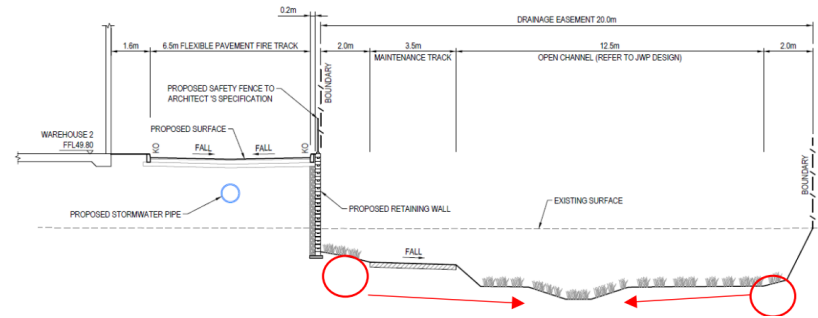 0.2m
DRAINAGE EASEMENT 20.0m
1.6m
6.5m FLEXIBLE PAVEMENT FIRE TRACK
2.0m
3.5m
12.5m
2.0m
MAINTENANCE TRACK
OPEN CHANNEL (REFER TO JWP DESIGN)
PROPOSED SAFETY FENCE TO
ARCHITECT'S SPECIFICATION
BOUNDARY
PROPOSED SURFACE
WAREHOUSE 2
FFL49.80
KO
FALL
FALL
KO
BOUNDARY
PROPOSED STORMWATER PIPE
PROPOSED RETAINING WALL
EXISTING SURFACE
FALL